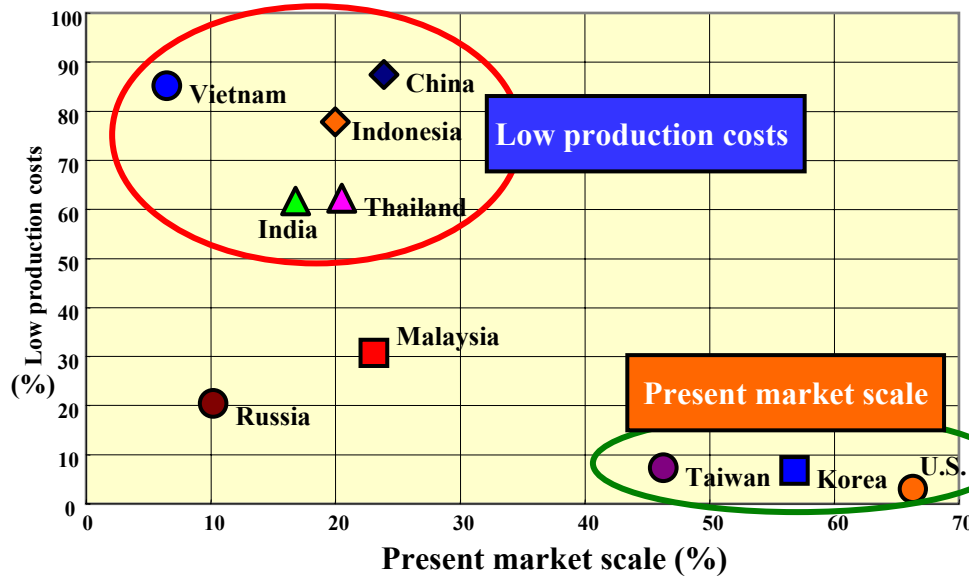 100
90
80
70
60
50
40
30
20
10
0
Low production costs
(%)
China
Vietnam
Indonesia
Low production costs
Thailand
India
Malaysia
Present market scale
Russia
U.S.
Taiwan
Korea
0 10 20 30 40 50 60 70
Present market scale (%)